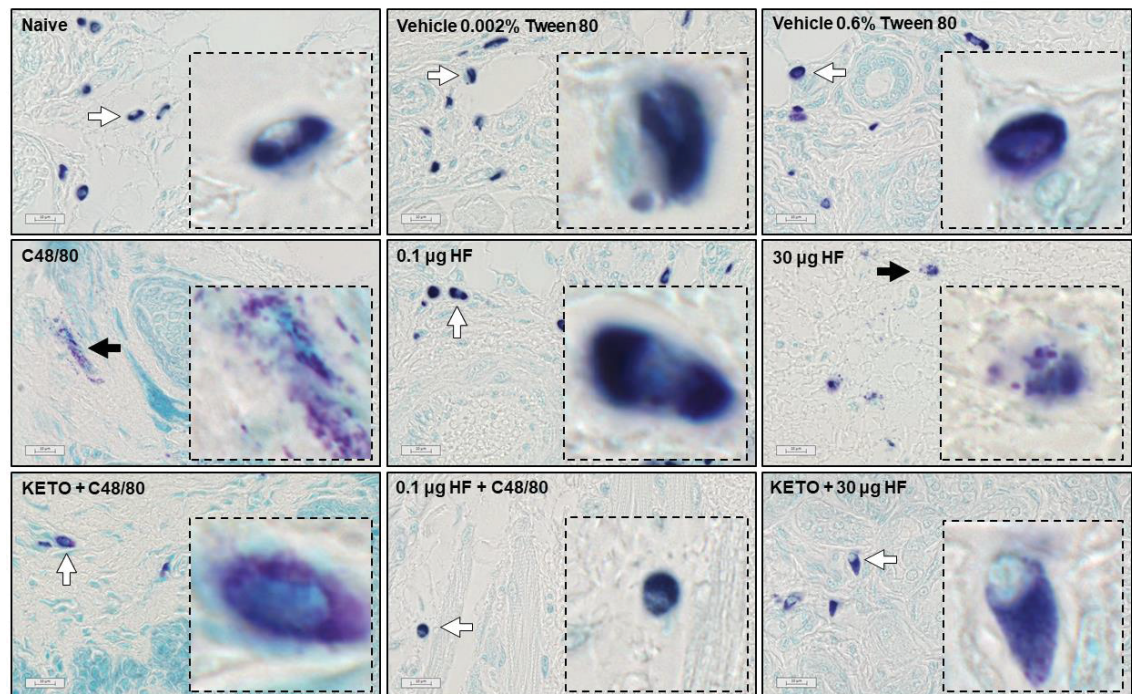 Naive
Vehicle 0.002% Tween 80
Vehicle 0.6% Tween 80
C48/80
0.1 µg HF
30 µg HF
KETO + C48/80
0.1 µg HF + C48/80
KETO + 30 µg HF